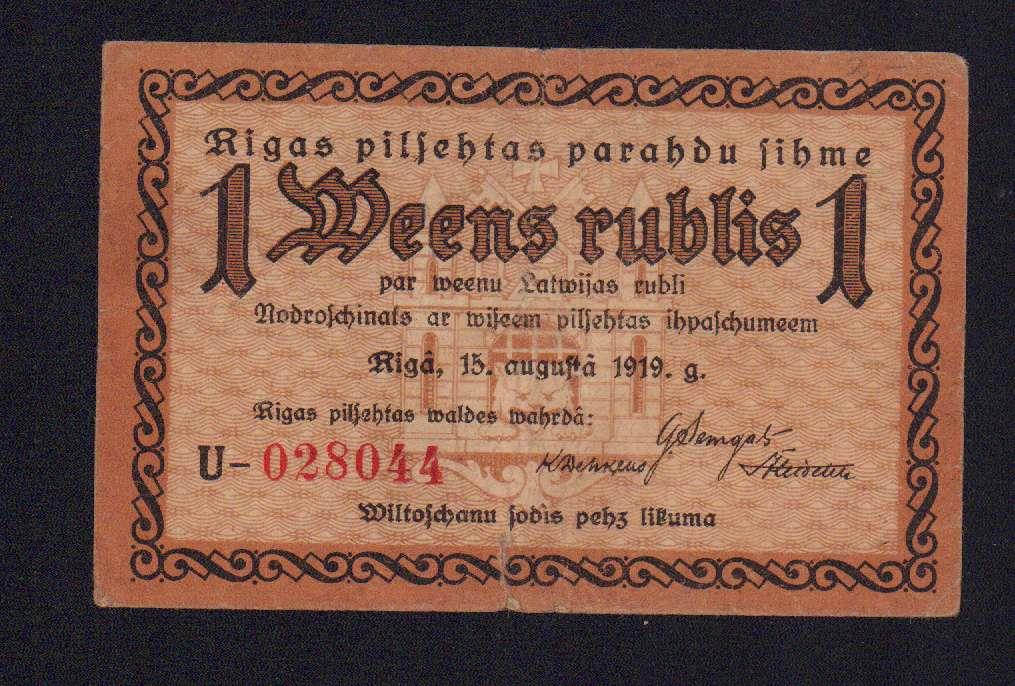 Rigas pilſehtas parahdu ſihme
1 Weens rublis 1
par weenu Latwijas rubli
Nodroſchinats ar wiſeem pilſehtas ihpaſchumeem
Rigâ, 15. auguſtâ 1919. g.
Rigas pilſehtas waldes wahrdâ:
U-028044
Wiltoſchanu ſodìs pehz likuma